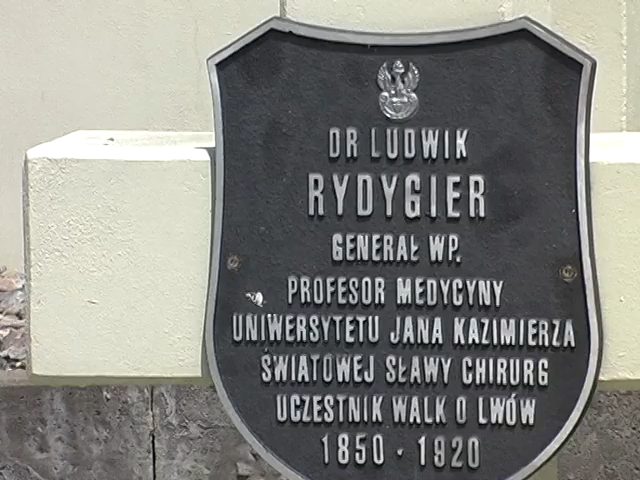 DR LUDWIK
RYDYGIER
GENERAŁ WP.
PROFESOR MEDYCYNY
UNIWERSYTETU JANA KAZIMIERZA
ŚWIATOWEJ SŁAWY CHIRURG
UCZESTNIK WALK O LWÓW
1850 - 1920